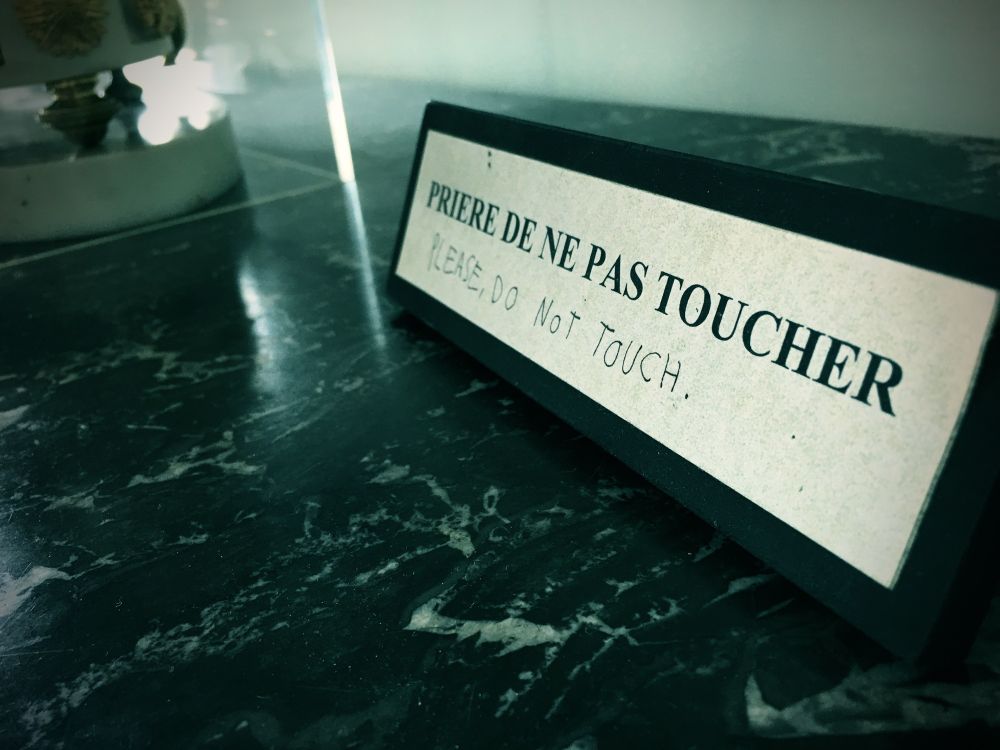 PRIERE DE NE PAS TOUCHER
PLEASE, DO NOT TOUCH.